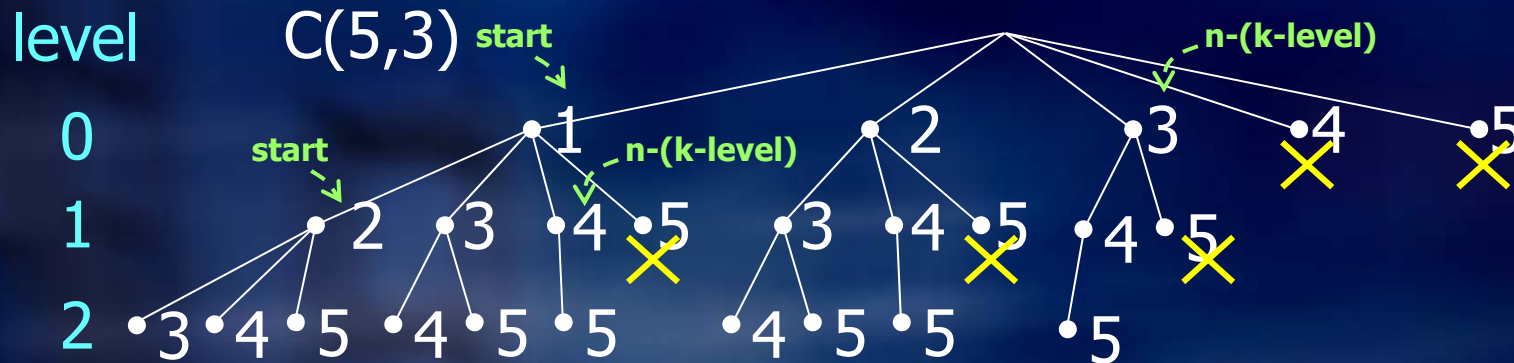 level C(5,3) start n-(k-level)
0 1 2 3 4 5
start n-(k-level)
1 2 3 4 5 3 4 5 4 5
2 3 4 5 4 5 5 4 5 5 5